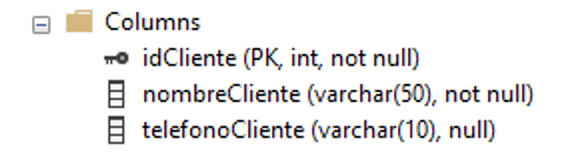 Columns
idCliente (PK, int, not null)
nombreCliente (varchar(50), not null)
telefonoCliente (varchar(10), null)